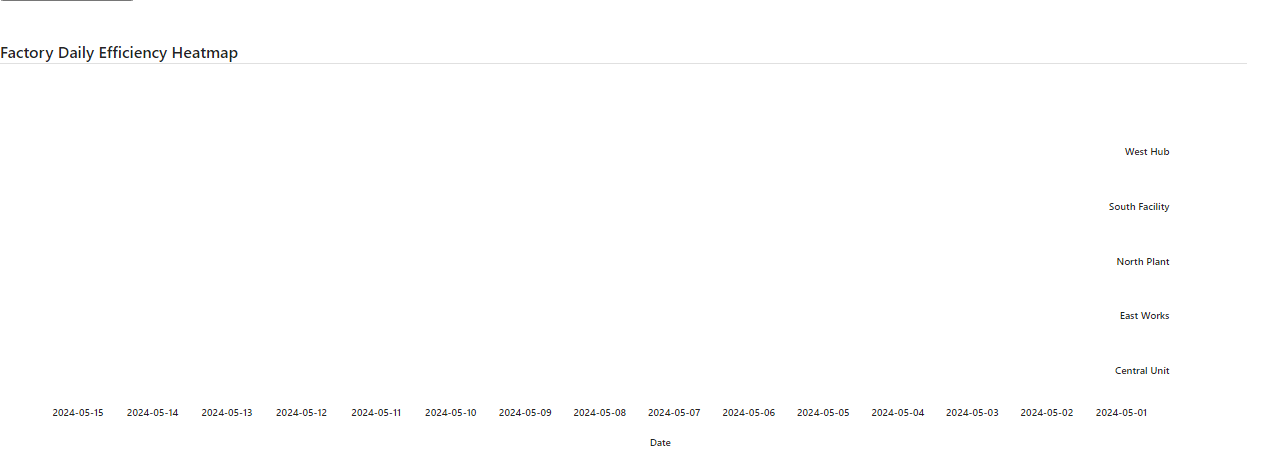 Factory Daily Efficiency Heatmap
West Hub
South Facility
North Plant
East Works
Central Unit
2024-05-15 2024-05-14 2024-05-13 2024-05-12 2024-05-11 2024-05-10 2024-05-09 2024-05-08 2024-05-07 2024-05-06 2024-05-05 2024-05-04 2024-05-03 2024-05-02 2024-05-01
Date